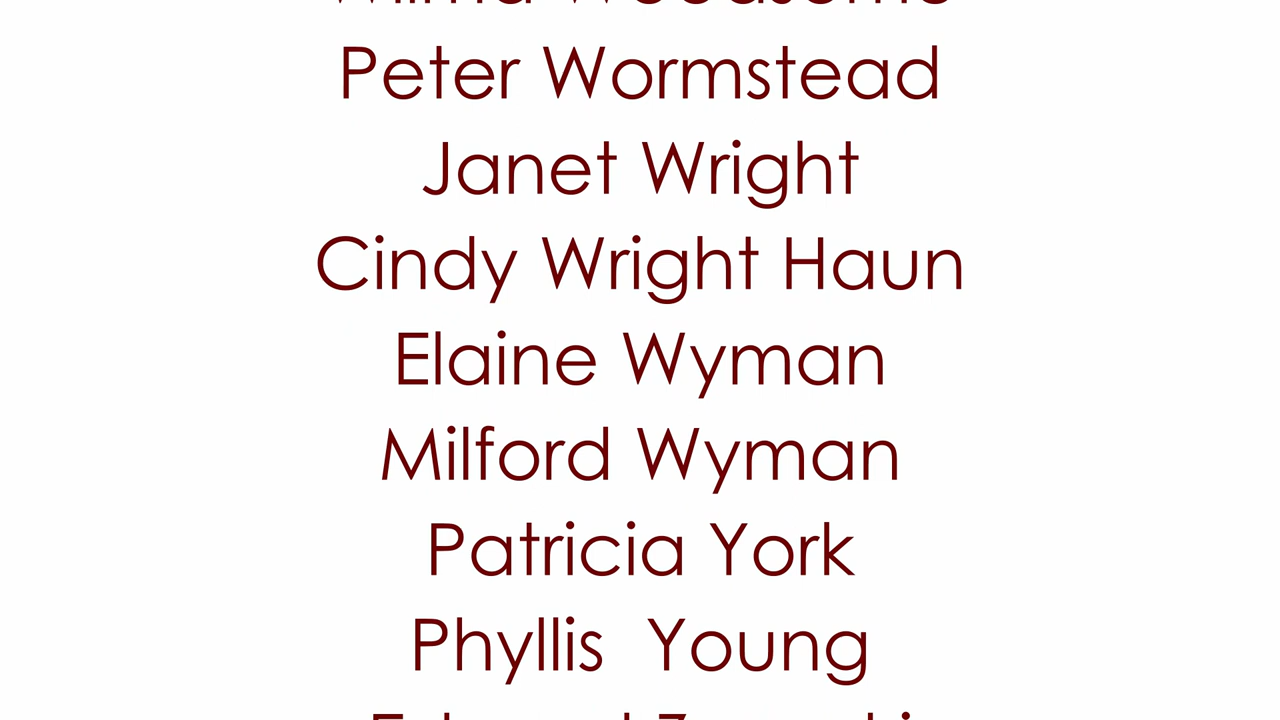 Peter Wormstead
Janet Wright
Cindy Wright Haun
Elaine Wyman
Milford Wyman
Patricia York
Phyllis  Young